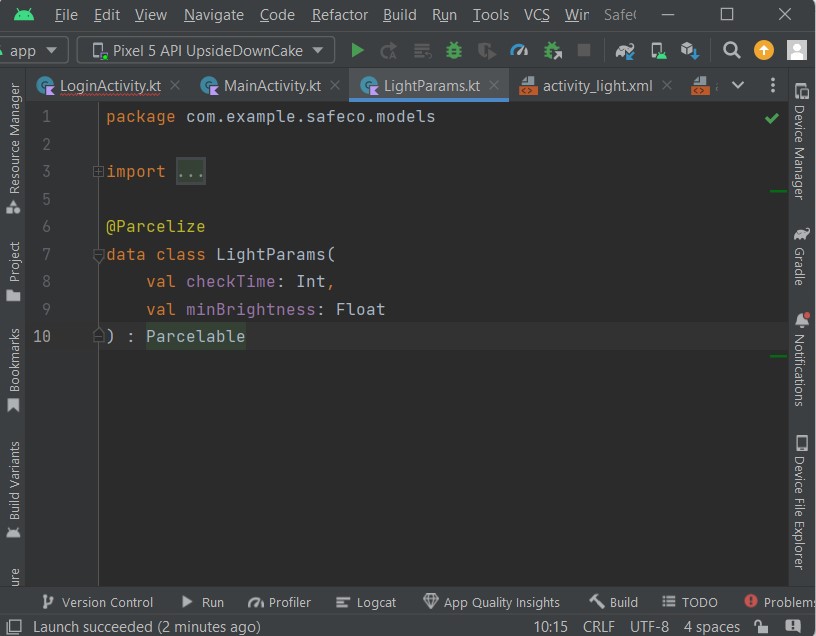 File Edit View Navigate Code Refactor Build Run Tools VCS Win SafeC
app Pixel 5 API UpsideDownCake
LoginActivity.kt MainActivity.kt LightParams.kt activity_light.xml
1 package com.example.safeco.models
2
3 import ...
5
6 @Parcelize
7 data class LightParams(
8 val checkTime: Int,
9 val minBrightness: Float
10 ) : Parcelable
Resource Manager
Project
Bookmarks
Build Variants
ure
Device Manager
Gradle
Notifications
Device File Explorer
Version Control Run Profiler Logcat App Quality Insights Build TODO Problems
Launch succeeded (2 minutes ago) 10:15 CRLF UTF-8 4 spaces